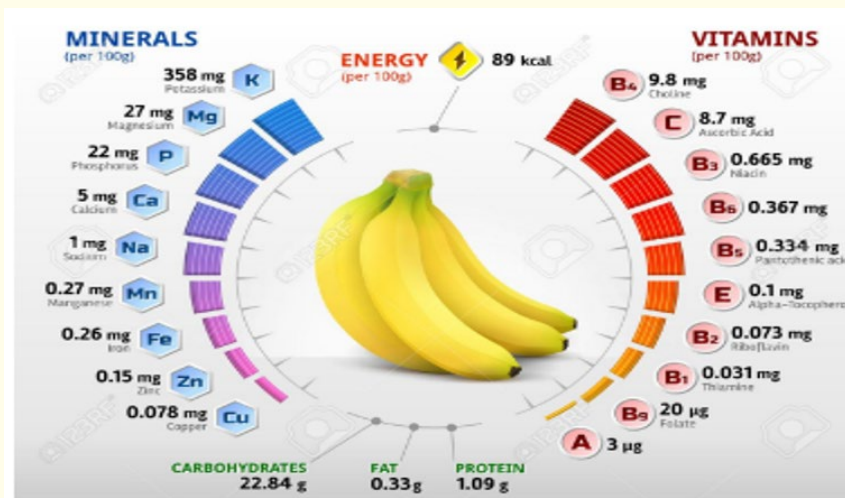 MINERALS
(per 100g)
358 mg
Potassium
K
27 mg
Magnesium
Mg
22 mg
Phosphorus
P
5 mg
Calcium
Ca
1 mg
Sodium
Na
0.27 mg
Manganese
Mn
0.26 mg
Iron
Fe
0.15 mg
Zinc
Zn
0.078 mg
Copper
Cu
ENERGY
(per 100g)
89 kcal
VITAMINS
(per 100g)
B4
9.8 mg
Choline
C
8.7 mg
Ascorbic Acid
B3
0.665 mg
Niacin
B6
0.367 mg
B5
0.334 mg
Pantothenic acid
E
0.1 mg
Alpha-Tocophero
B2
0.073 mg
Riboflavin
B1
0.031 mg
Thiamine
B9
20 µg
Folate
A
3 µg
CARBOHYDRATES
22.84 g
FAT
0.33g
PROTEIN
1.09 g